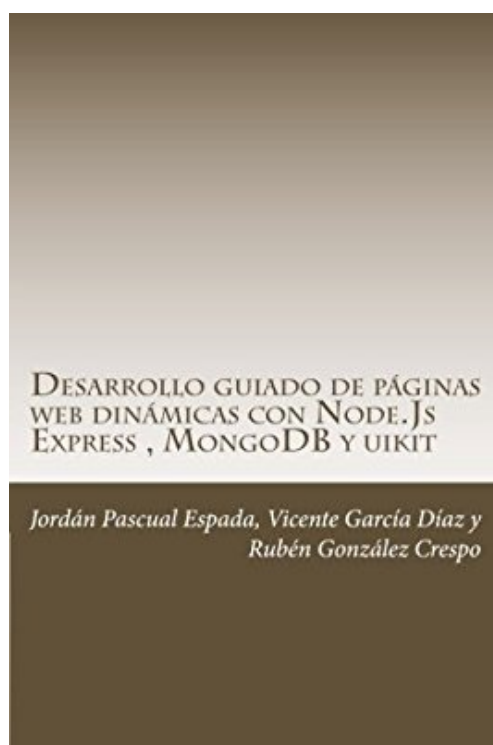 Desarrollo guiado de páginas
web dinámicas con Node.Js
Express , MongoDB y uikit
Jordán Pascual Espada, Vicente García Díaz y
Rubén González Crespo